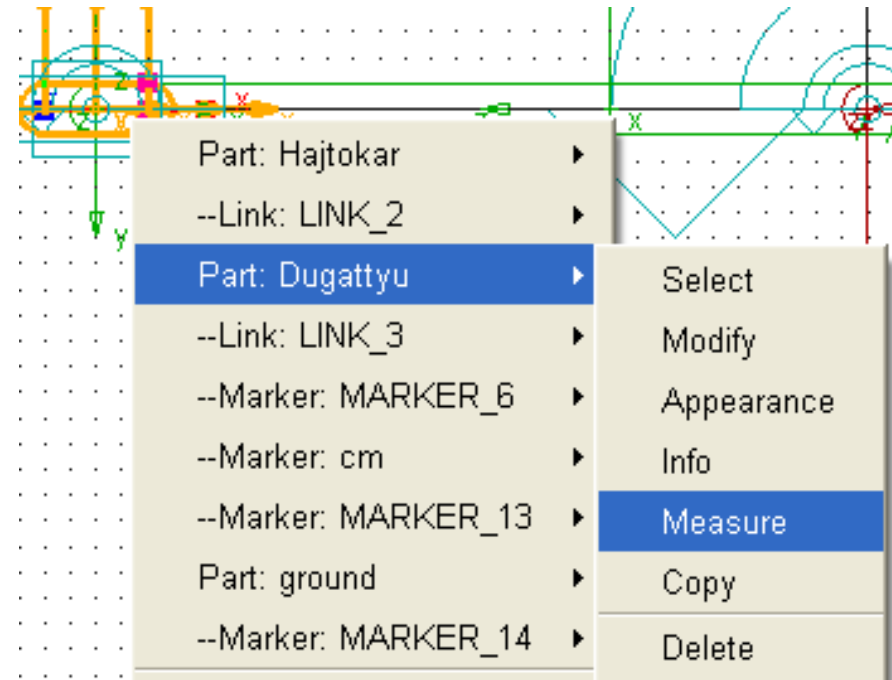 X
X
y
Part: Hajtokar
--Link: LINK_2
Part: Dugattyu
--Link: LINK_3
--Marker: MARKER_6
--Marker: cm
--Marker: MARKER_13
Part: ground
--Marker: MARKER_14
Select
Modify
Appearance
Info
Measure
Copy
Delete